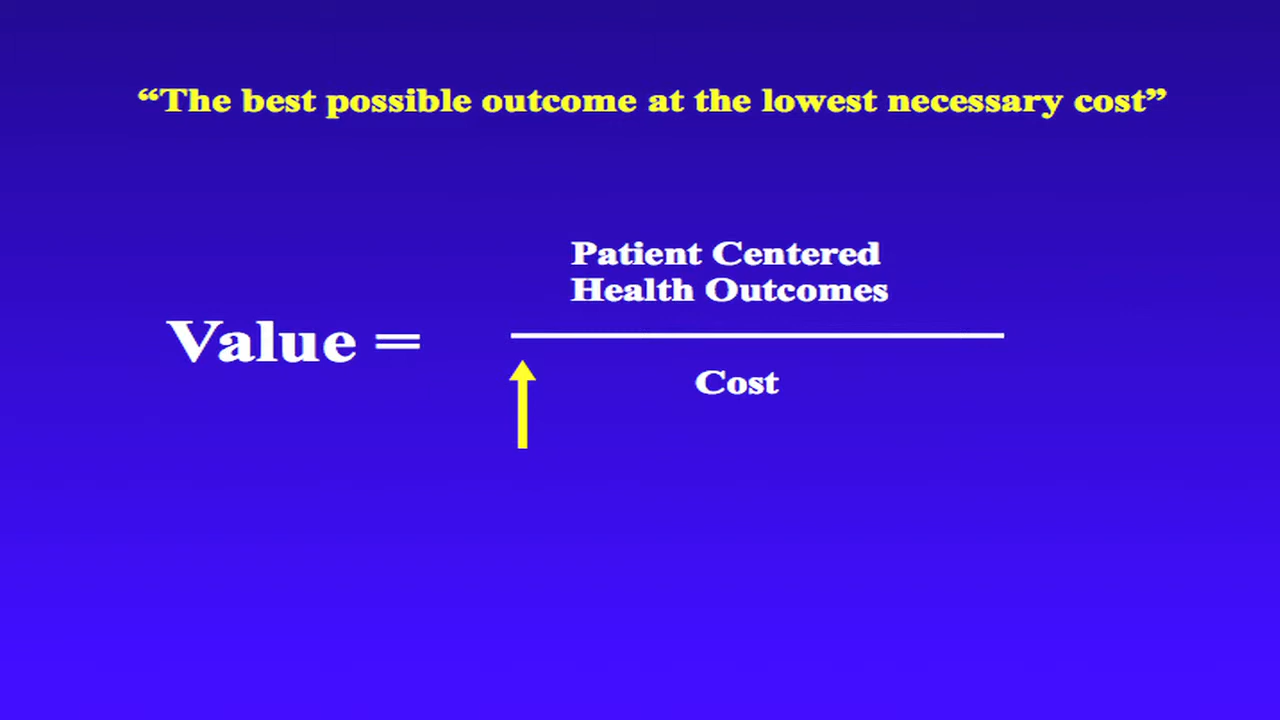 “The best possible outcome at the lowest necessary cost”
Patient Centered
Health Outcomes
Value =
Cost